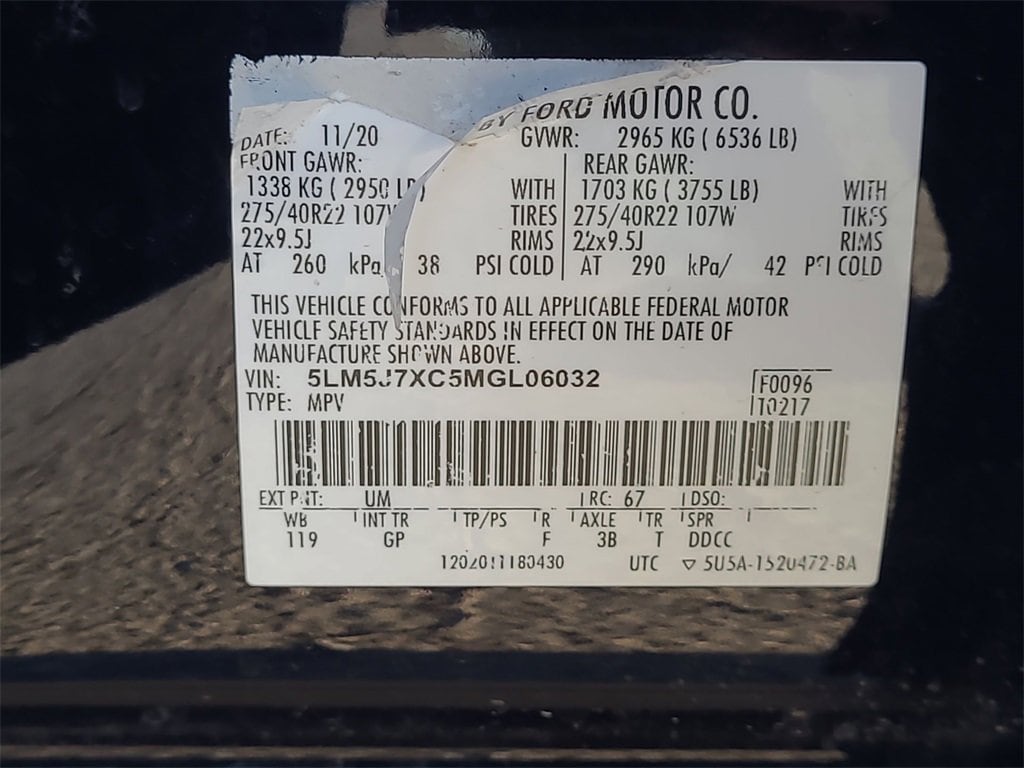 BY FORD MOTOR CO.
DATE: 11/20 GVWR: 2965 KG ( 6536 LB)
FRONT GAWR: REAR GAWR:
1338 KG ( 2950 LB) WITH 1703 KG ( 3755 LB) WITH
275/40R22 107W TIRES 275/40R22 107W TIRES
22x9.5J RIMS 22x9.5J RIMS
AT 260 kPa/ 38 PSI COLD AT 290 kPa/ 42 PSI COLD
THIS VEHICLE CONFORMS TO ALL APPLICABLE FEDERAL MOTOR
VEHICLE SAFETY STANDARDS IN EFFECT ON THE DATE OF
MANUFACTURE SHOWN ABOVE.
VIN: 5LM5J7XC5MGL06032 F0096
TYPE: MPV T0217
EXT PNT: UM RC: 67 DSO:
WB INT TR TP/PS R AXLE TR SPR
119 GP F 3B T DDCC
1202011180430 UTC ▽ 5U5A-1520472-BA